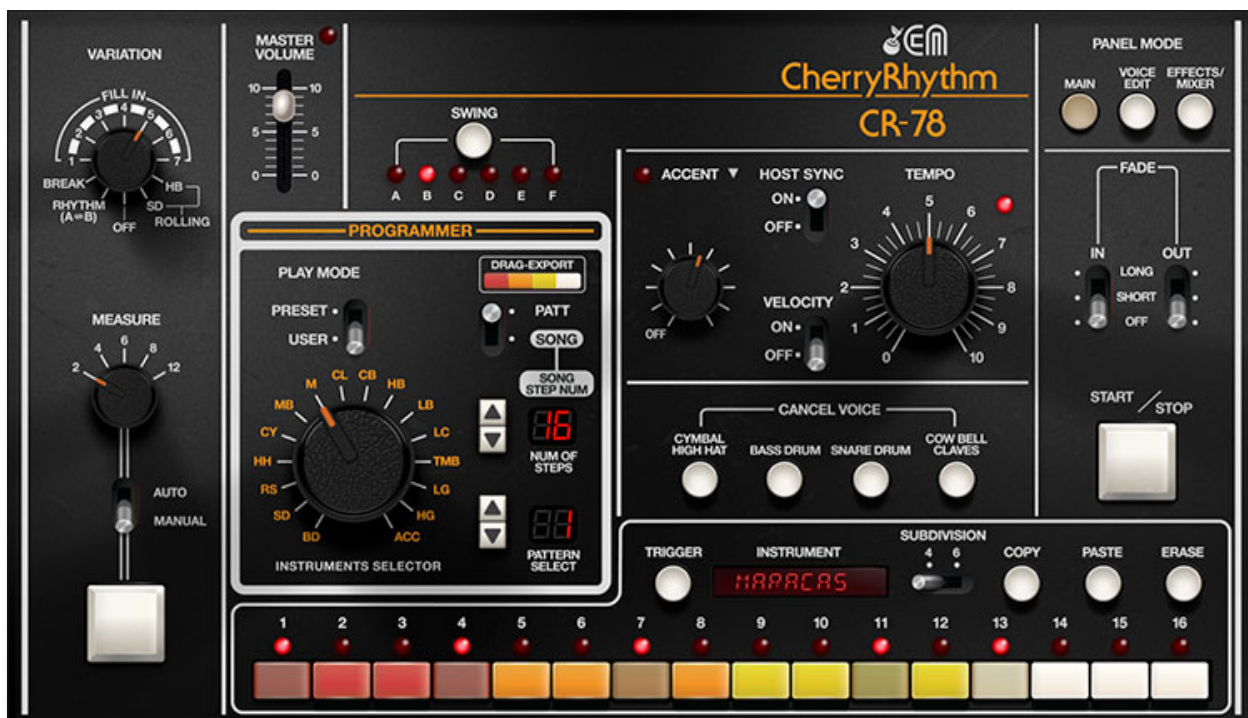 VARIATION
FILL IN
1 2 3 4 5 6 7
BREAK
RHYTHM
(A⇌B)
OFF
SD
HB
ROLLING
MEASURE
2 4 6 8 12
AUTO
MANUAL
MASTER
VOLUME
10 10
5 5
0 0
SWING
A B C D E F
EM
CherryRhythm
CR-78
PROGRAMMER
PLAY MODE
PRESET
USER
DRAG-EXPORT
PATT
SONG
SONG
STEP NUM
16
NUM OF
STEPS
1
PATTERN
SELECT
BD
SD
RS
HH
CY
MB
M
CL
CB
HB
LB
LC
TMB
LG
HG
ACC
INSTRUMENTS SELECTOR
ACCENT ▼
OFF
HOST SYNC
ON
OFF
VELOCITY
ON
OFF
TEMPO
0 1 2 3 4 5 6 7 8 9 10
CANCEL VOICE
CYMBAL
HIGH HAT
BASS DRUM
SNARE DRUM
COW BELL
CLAVES
PANEL MODE
MAIN
VOICE
EDIT
EFFECTS/
MIXER
FADE
IN OUT
LONG
SHORT
OFF
START / STOP
TRIGGER
INSTRUMENT
MARACAS
SUBDIVISION
4 6
COPY
PASTE
ERASE
1 2 3 4 5 6 7 8 9 10 11 12 13 14 15 16